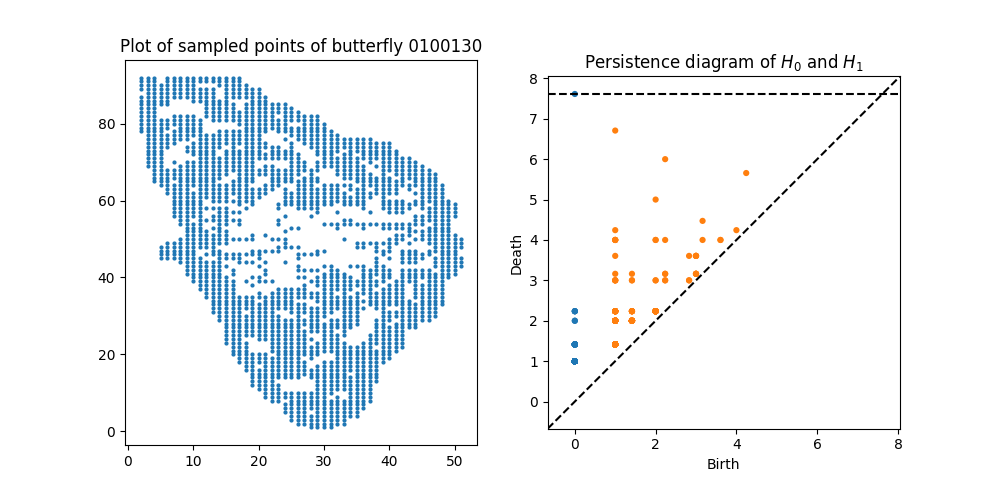 Plot of sampled points of butterfly 0100130
80
60
40
20
0
0 10 20 30 40 50
Persistence diagram of H₀ and H₁
8
7
6
5
4
3
2
1
0
Death
0 2 4 6 8
Birth